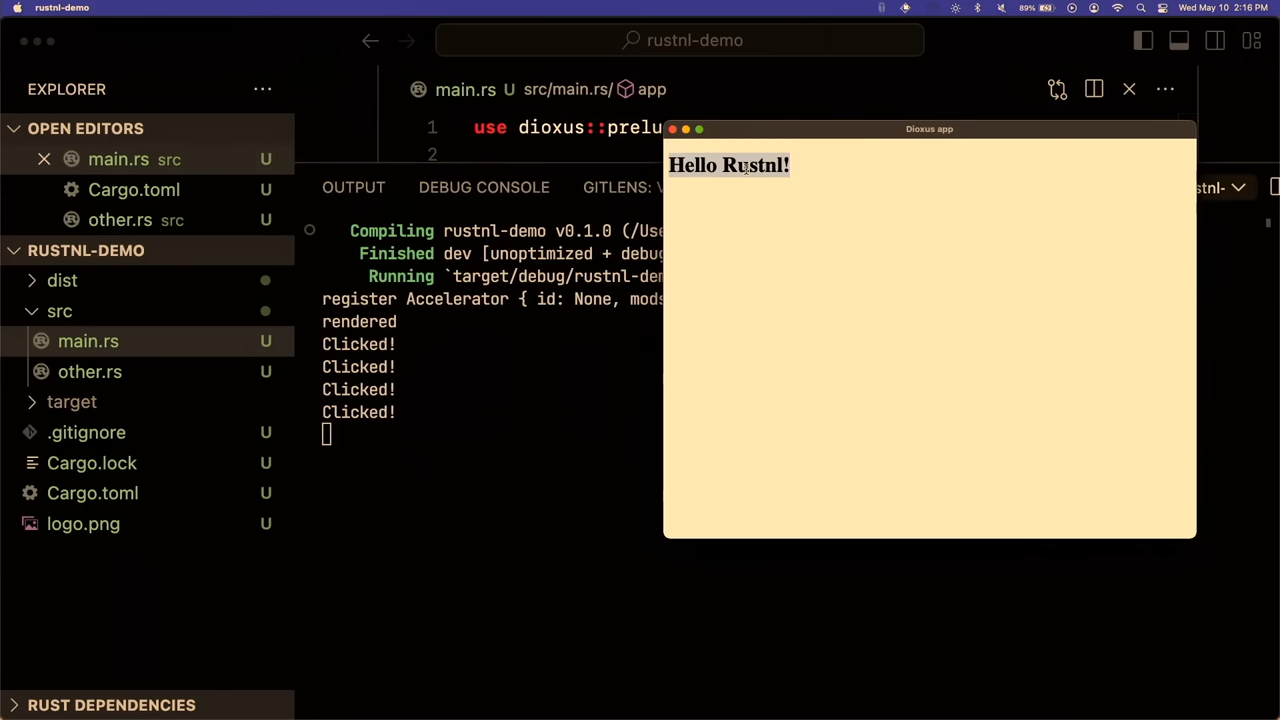 rustnl-demo
89%
Wed May 10 2:16 PM
rustnl-demo
EXPLORER
OPEN EDITORS
main.rs src U
Cargo.toml U
other.rs src U
RUSTNL-DEMO
dist
src
main.rs U
other.rs U
target
.gitignore U
Cargo.lock U
Cargo.toml U
logo.png U
RUST DEPENDENCIES
main.rs U src/main.rs/ app
1 use dioxus::prelu
2
OUTPUT DEBUG CONSOLE GITLENS: V
stnl-
Compiling rustnl-demo v0.1.0 (/Use
Finished dev [unoptimized + debug
Running `target/debug/rustnl-dem
register Accelerator { id: None, mods
rendered
Clicked!
Clicked!
Clicked!
Clicked!
Dioxus app
Hello Rustnl!